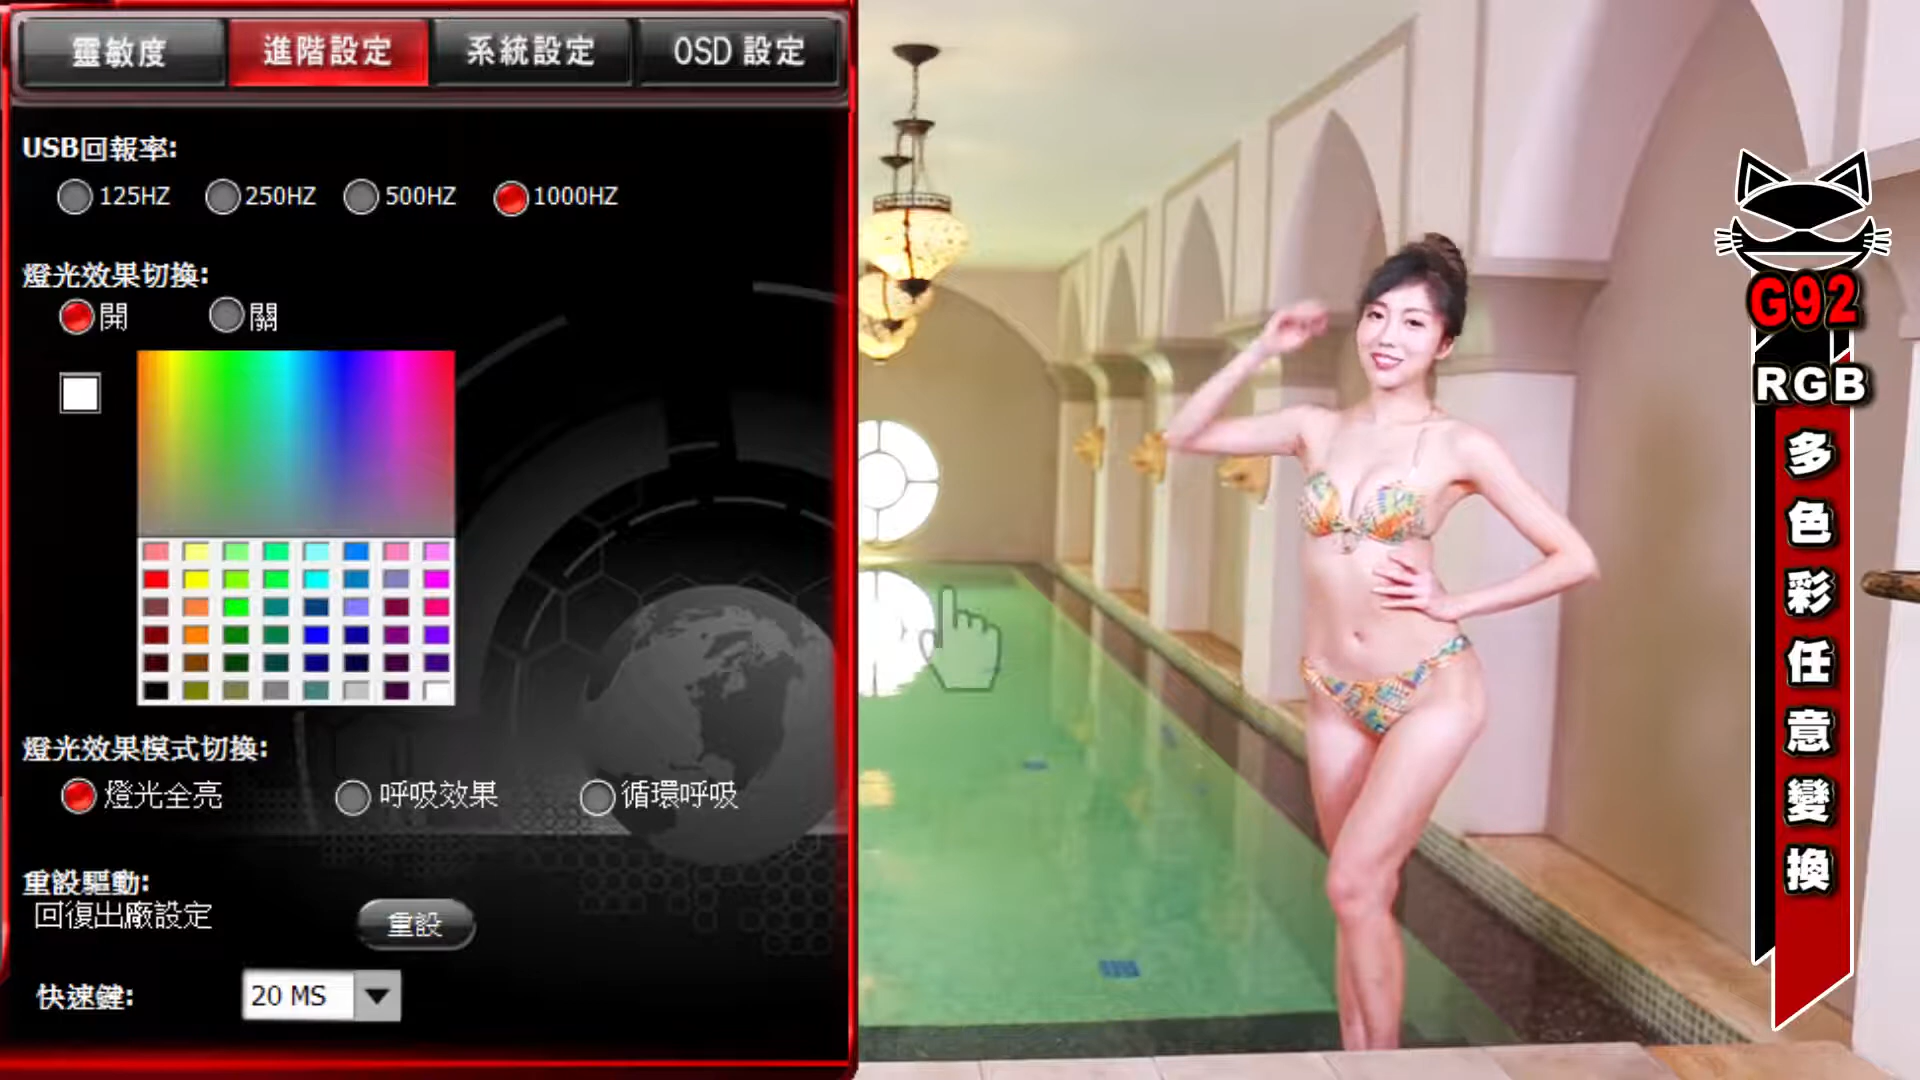 靈敏度
進階設定
系統設定
OSD 設定
USB回報率:
125HZ
250HZ
500HZ
1000HZ
燈光效果切換:
開
關
燈光效果模式切換:
燈光全亮
呼吸效果
循環呼吸
重設驅動:
回復出廠設定
重設
快速鍵:
20 MS
G92
RGB
多色彩任意變換